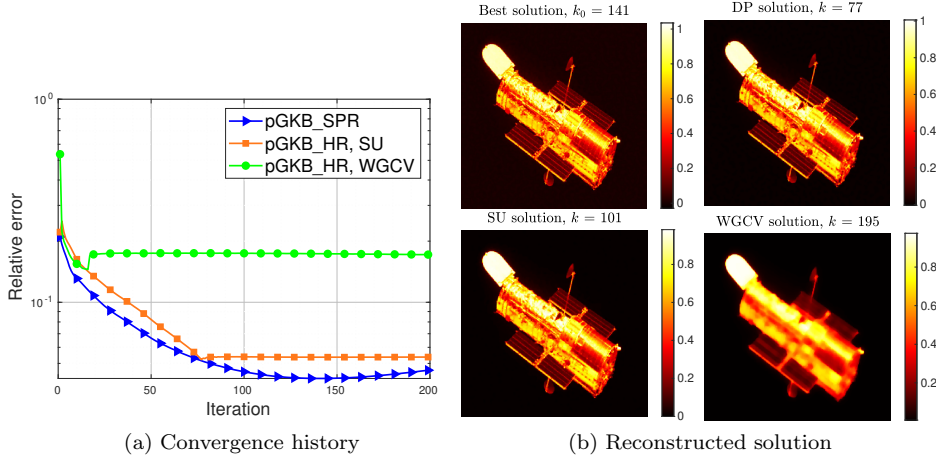 Relative error
10^0
10^-1
pGKB_SPR
pGKB_HR, SU
pGKB_HR, WGCV
0 50 100 150 200
Iteration
(a) Convergence history
Best solution, k_0 = 141
1
0.8
0.6
0.4
0.2
0
DP solution, k = 77
1
0.8
0.6
0.4
0.2
0
SU solution, k = 101
0.8
0.6
0.4
0.2
0
WGCV solution, k = 195
0.8
0.6
0.4
0.2
(b) Reconstructed solution